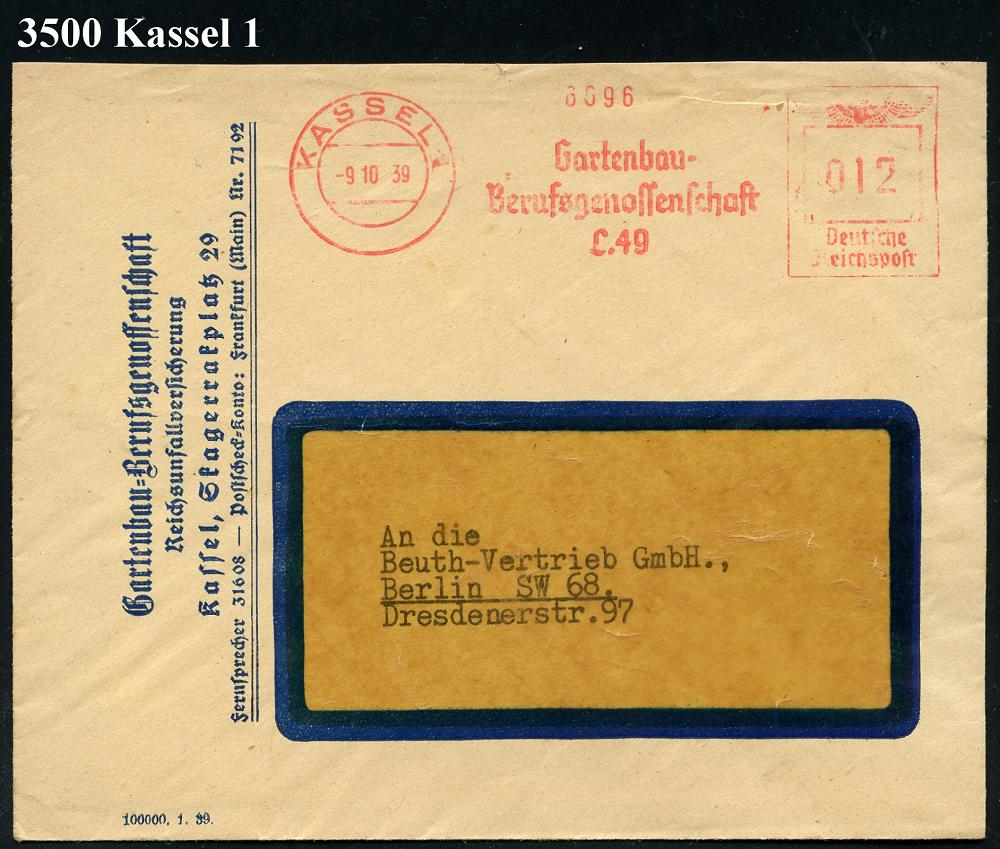 3500 Kassel 1
KASSEL 1
-9 10 39
6096
Gartenbau-
Berufsgenossenschaft
L.49
012
Deutsche
Reichspost
Gartenbau=Berufsgenossenschaft
Reichsunfallversicherung
Kassel, Skagerrakplatz 29
Fernsprecher 31608 — Postscheck=Konto: Frankfurt (Main) Nr. 7192
An die
Beuth-Vertrieb GmbH.,
Berlin SW 68,
Dresdenerstr.97
100000, 1. 39.